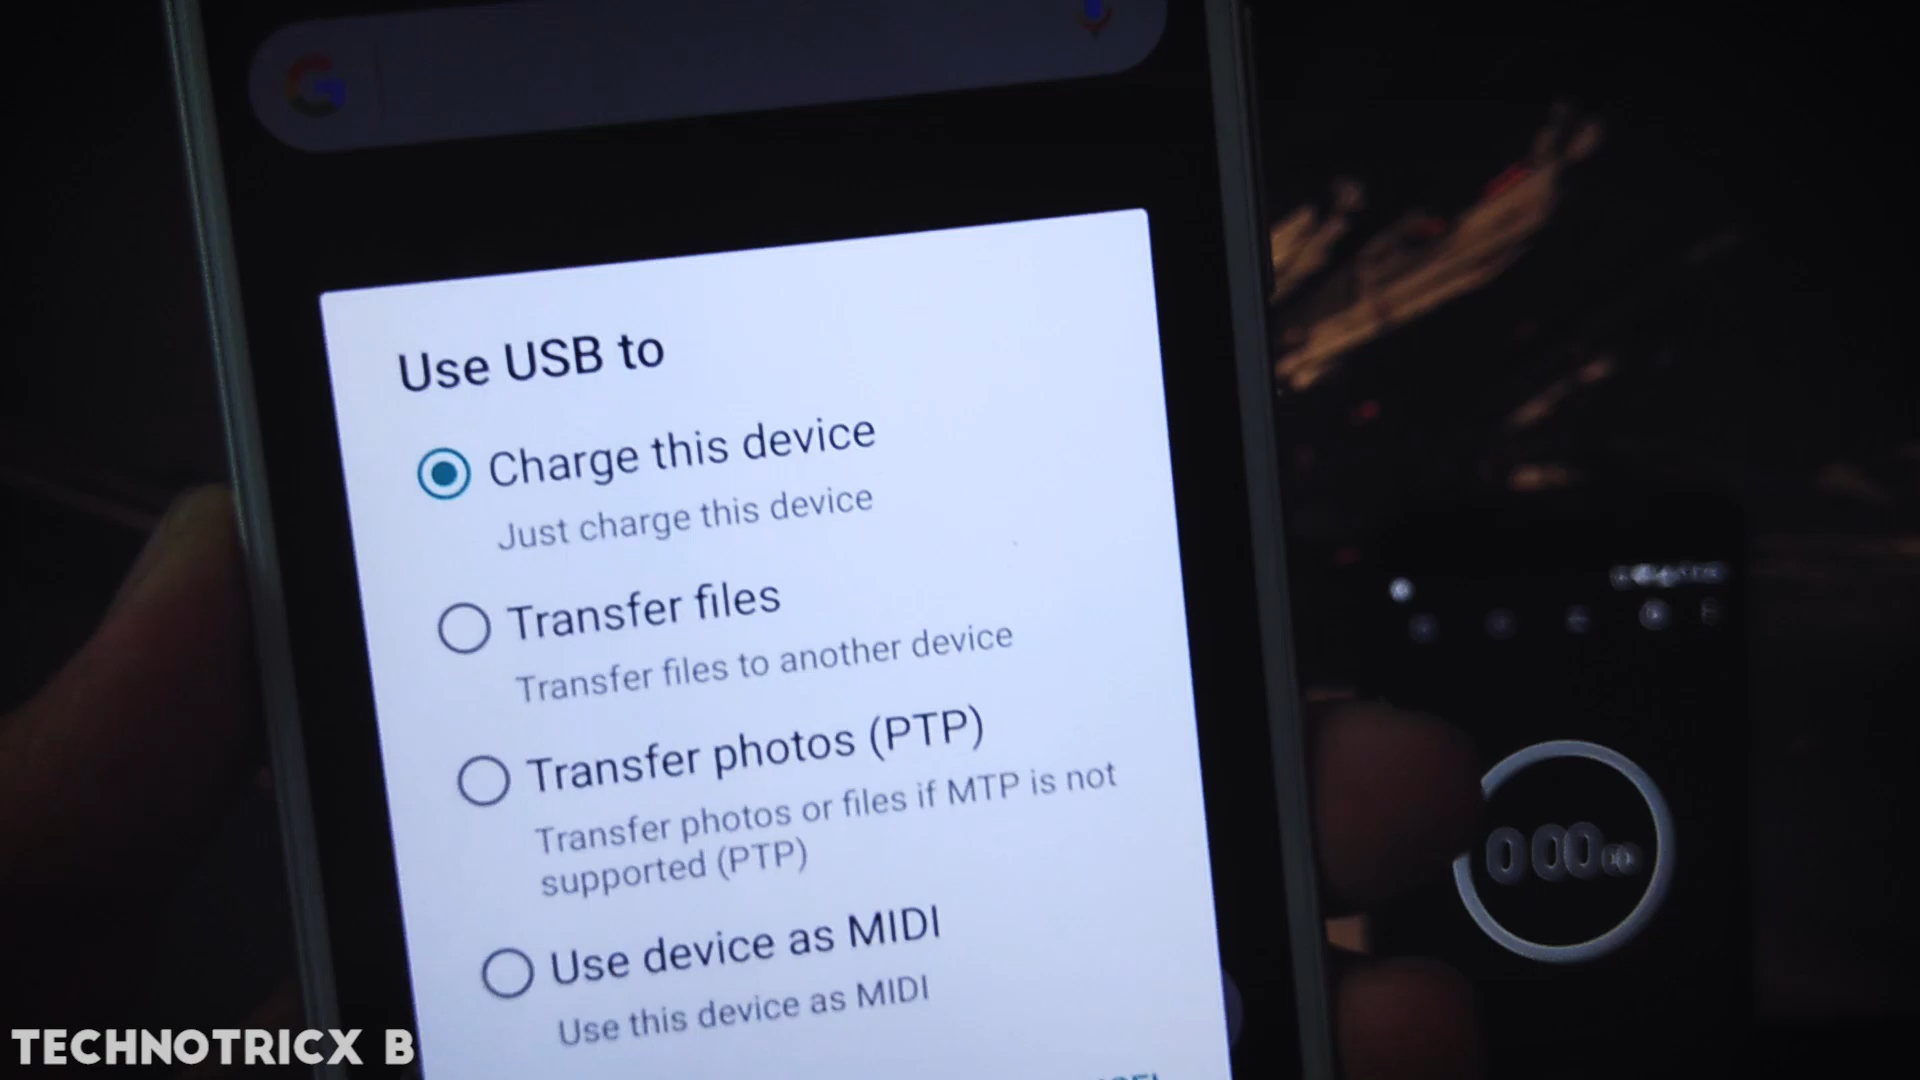 Use USB to
Charge this device
Just charge this device
Transfer files
Transfer files to another device
Transfer photos (PTP)
Transfer photos or files if MTP is not
supported (PTP)
Use device as MIDI
Use this device as MIDI
TECHNOTRICX B